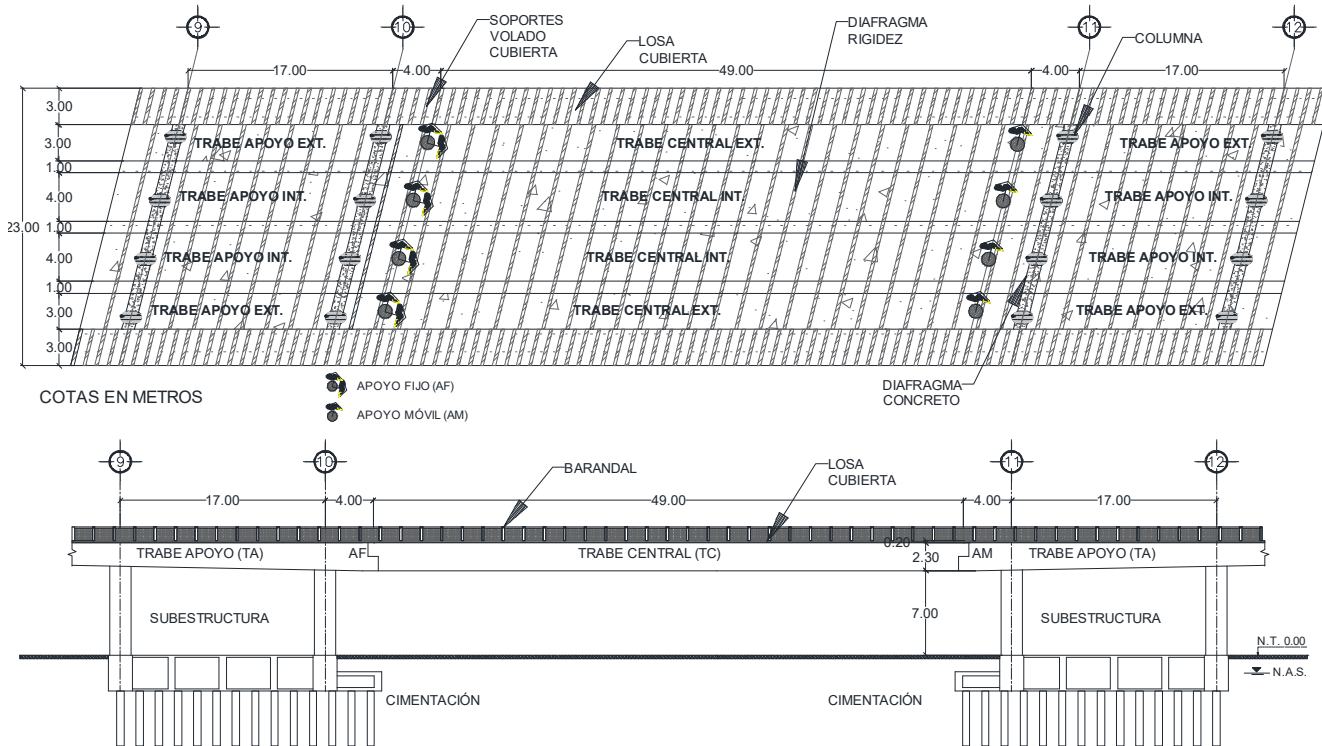 9
10
11
12
SOPORTES
VOLADO
CUBIERTA
LOSA
CUBIERTA
DIAFRAGMA
RIGIDEZ
COLUMNA
17.00
4.00
49.00
4.00
17.00
3.00
3.00
1.00
4.00
23.00
1.00
4.00
1.00
3.00
3.00
TRABE APOYO EXT.
TRABE CENTRAL EXT.
TRABE APOYO EXT.
TRABE APOYO INT.
TRABE CENTRAL INT.
TRABE APOYO INT.
TRABE APOYO INT.
TRABE CENTRAL INT.
TRABE APOYO INT.
TRABE APOYO EXT.
TRABE CENTRAL EXT.
TRABE APOYO EXT.
COTAS EN METROS
APOYO FIJO (AF)
APOYO MÓVIL (AM)
DIAFRAGMA
CONCRETO
9
10
11
12
BARANDAL
LOSA
CUBIERTA
17.00
4.00
49.00
4.00
17.00
TRABE APOYO (TA)
AF
TRABE CENTRAL (TC)
0.20
2.30
AM
TRABE APOYO (TA)
SUBESTRUCTURA
7.00
SUBESTRUCTURA
N.T. 0.00
N.A.S.
CIMENTACIÓN
CIMENTACIÓN